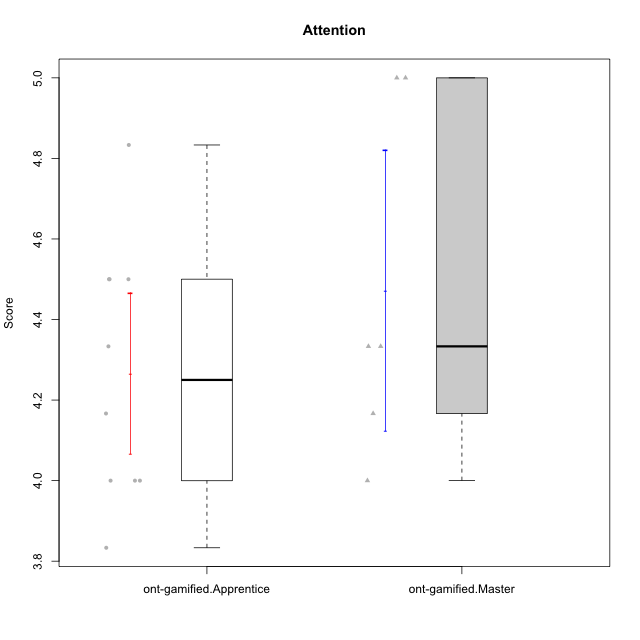 Attention
Score
5.0
4.8
4.6
4.4
4.2
4.0
3.8
ont-gamified.Apprentice
ont-gamified.Master